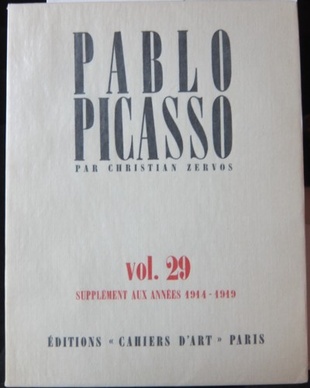 PABLO
PICASSO
PAR CHRISTIAN ZERVOS
vol. 29
SUPPLÉMENT AUX ANNÉES 1914-1919
ÉDITIONS « CAHIERS D'ART » PARIS